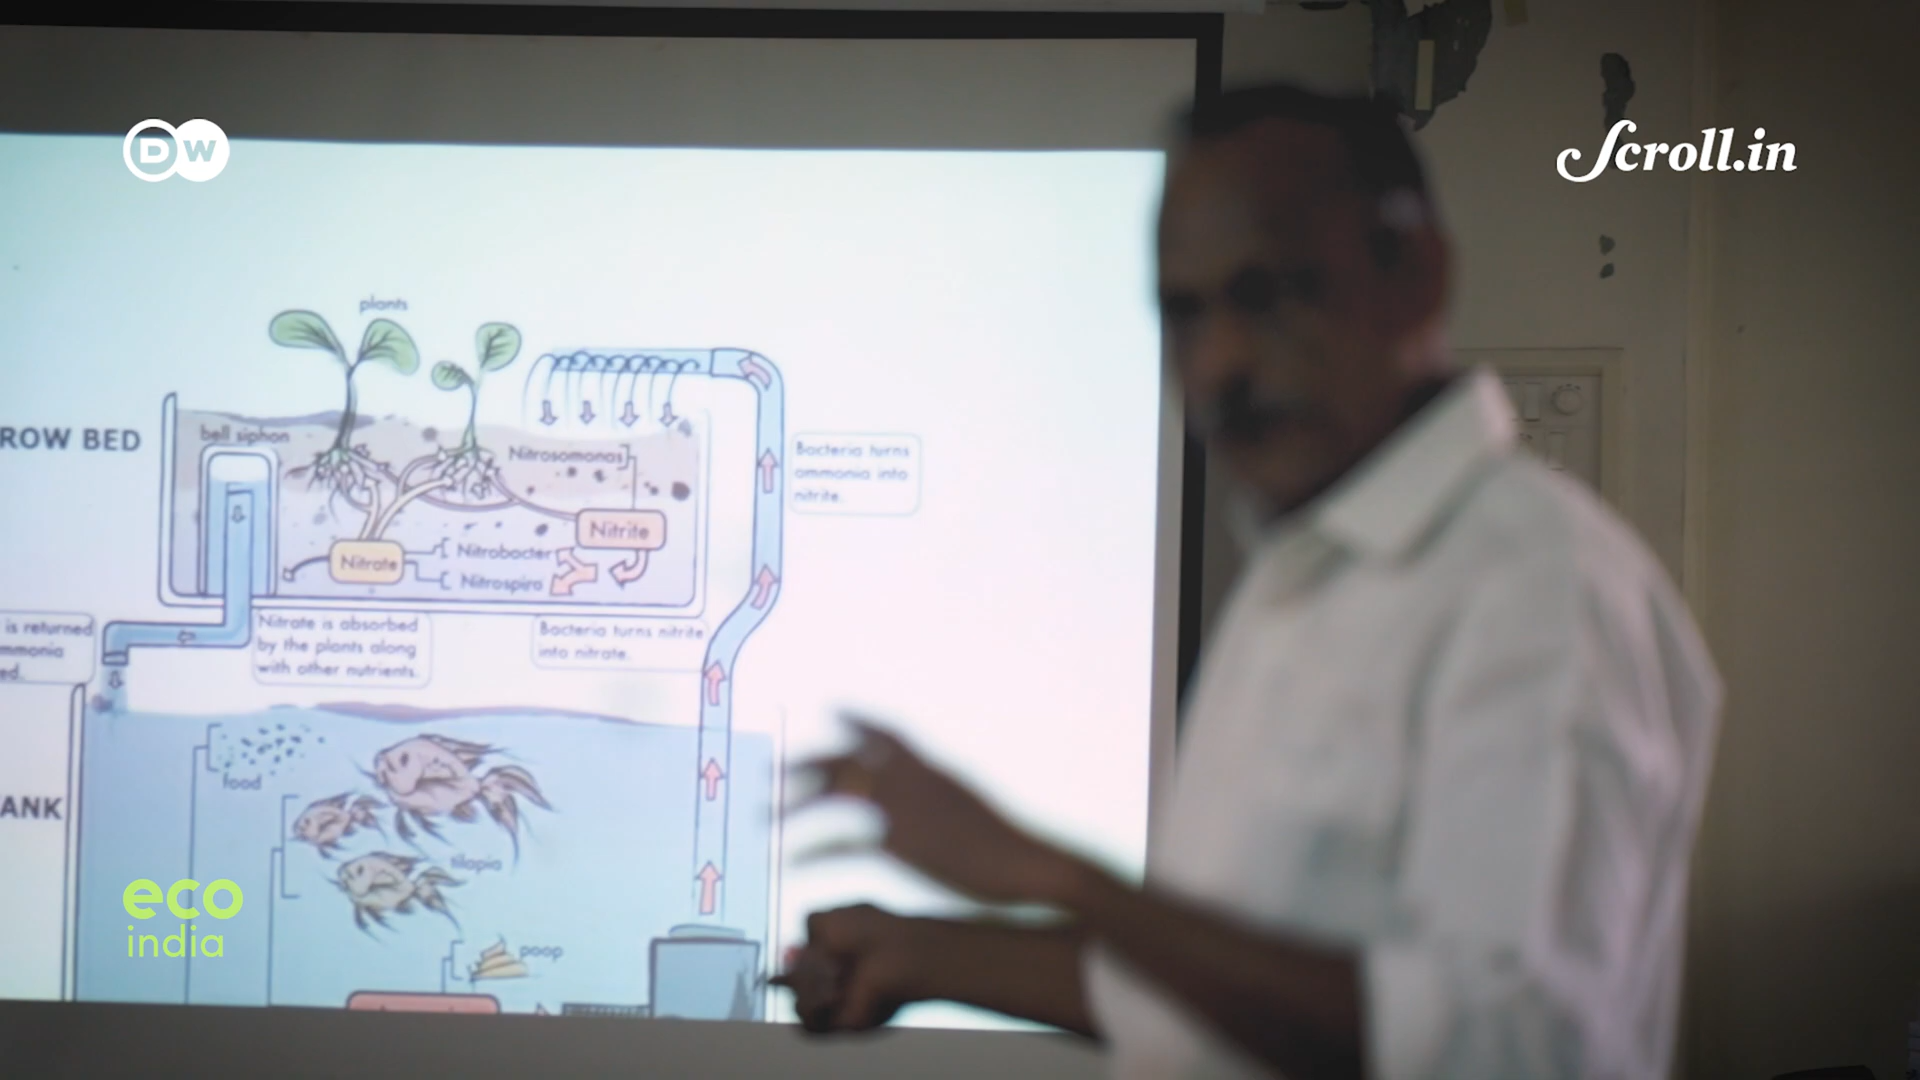 DW
Scroll.in
plants
ROW BED
bell siphon
Nitrosomonas
Bacteria turns
ammonia into
nitrite.
Nitrite
Nitrate
Nitrobacter
Nitrospira
is returned
mmonia
ed.
Nitrate is absorbed
by the plants along
with other nutrients.
Bacteria turns nitrite
into nitrate.
food
ANK
tilapia
eco
india
poop